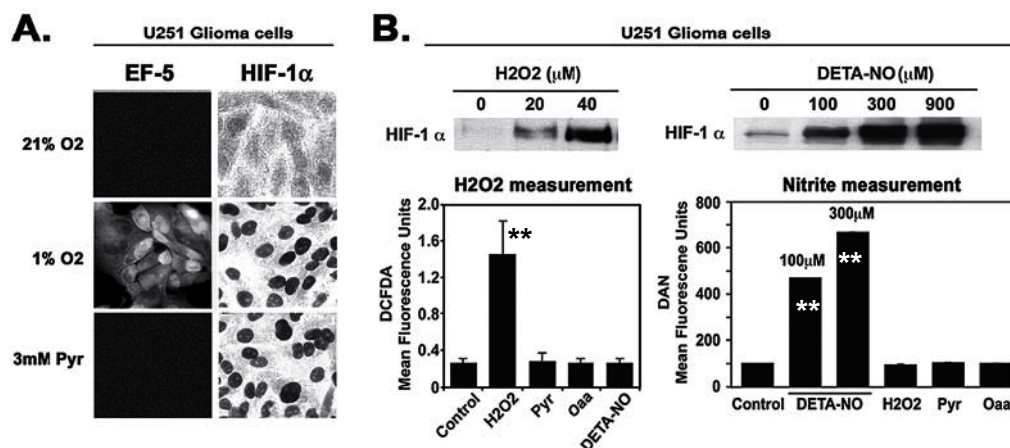 A.
U251 Glioma cells
EF-5 HIF-1α
21% O2
1% O2
3mM Pyr
B.
U251 Glioma cells
H2O2 (μM)
0 20 40
HIF-1 α
DETA-NO(μM)
0 100 300 900
HIF-1 α
H2O2 measurement
DCFDA
Mean Fluorescence Units
2.0
1.6
1.2
0.8
0.4
0
**
Control H2O2 Pyr Oaa DETA-NO
Nitrite measurement
DAN
Mean Fluoresecene Units
800
600
400
200
0
100μM
**
300μM
**
Control DETA-NO H2O2 Pyr Oaa